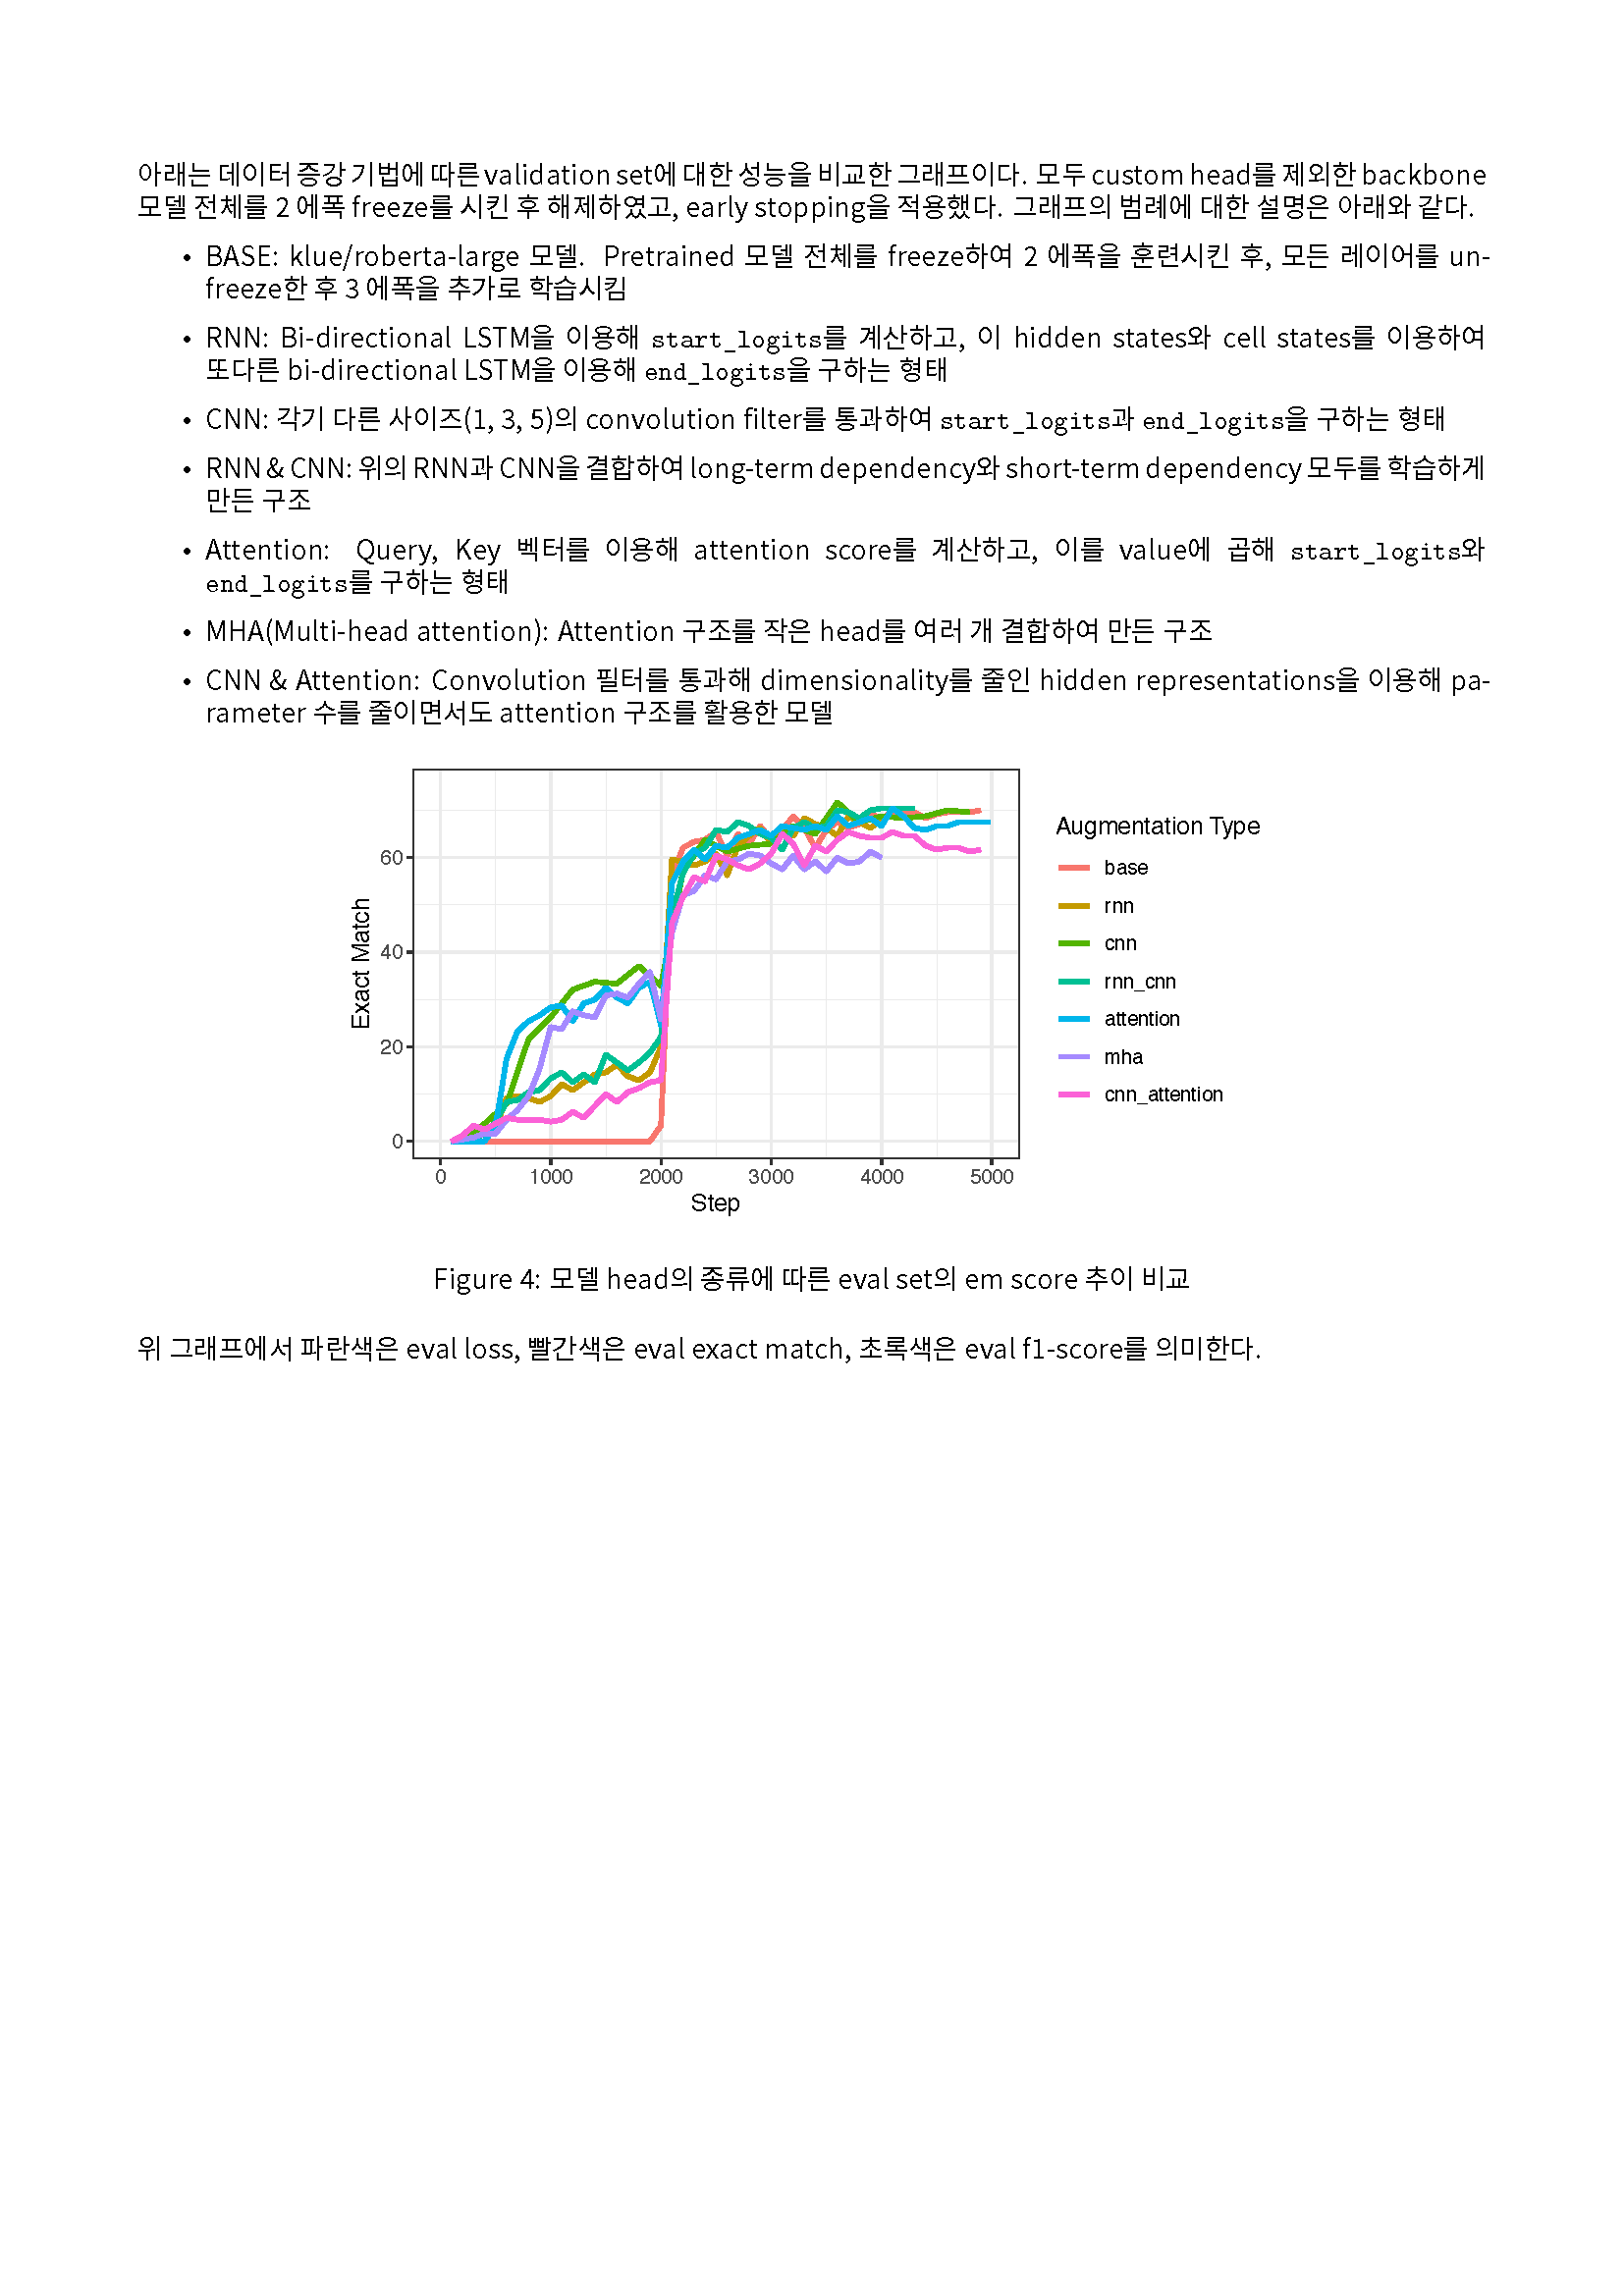 아래는 데이터 증강 기법에 따른 validation set에 대한 성능을 비교한 그래프이다. 모두 custom head를 제외한 backbone
모델 전체를 2 에폭 freeze를 시킨 후 해제하였고, early stopping을 적용했다. 그래프의 범례에 대한 설명은 아래와 같다.
• BASE: klue/roberta-large 모델. Pretrained 모델 전체를 freeze하여 2 에폭을 훈련시킨 후, 모든 레이어를 un-
freeze한 후 3 에폭을 추가로 학습시킴
• RNN: Bi-directional LSTM을 이용해 start_logits를 계산하고, 이 hidden states와 cell states를 이용하여
또다른 bi-directional LSTM을 이용해 end_logits을 구하는 형태
• CNN: 각기 다른 사이즈(1, 3, 5)의 convolution filter를 통과하여 start_logits과 end_logits을 구하는 형태
• RNN & CNN: 위의 RNN과 CNN을 결합하여 long-term dependency와 short-term dependency 모두를 학습하게
만든 구조
• Attention: Query, Key 벡터를 이용해 attention score를 계산하고, 이를 value에 곱해 start_logits와
end_logits를 구하는 형태
• MHA(Multi-head attention): Attention 구조를 작은 head를 여러 개 결합하여 만든 구조
• CNN & Attention: Convolution 필터를 통과해 dimensionality를 줄인 hidden representations을 이용해 pa-
rameter 수를 줄이면서도 attention 구조를 활용한 모델
Exact Match
60
40
20
0
0 1000 2000 3000 4000 5000
Step
Augmentation Type
base
rnn
cnn
rnn_cnn
attention
mha
cnn_attention
Figure 4: 모델 head의 종류에 따른 eval set의 em score 추이 비교
위 그래프에서 파란색은 eval loss, 빨간색은 eval exact match, 초록색은 eval f1-score를 의미한다.